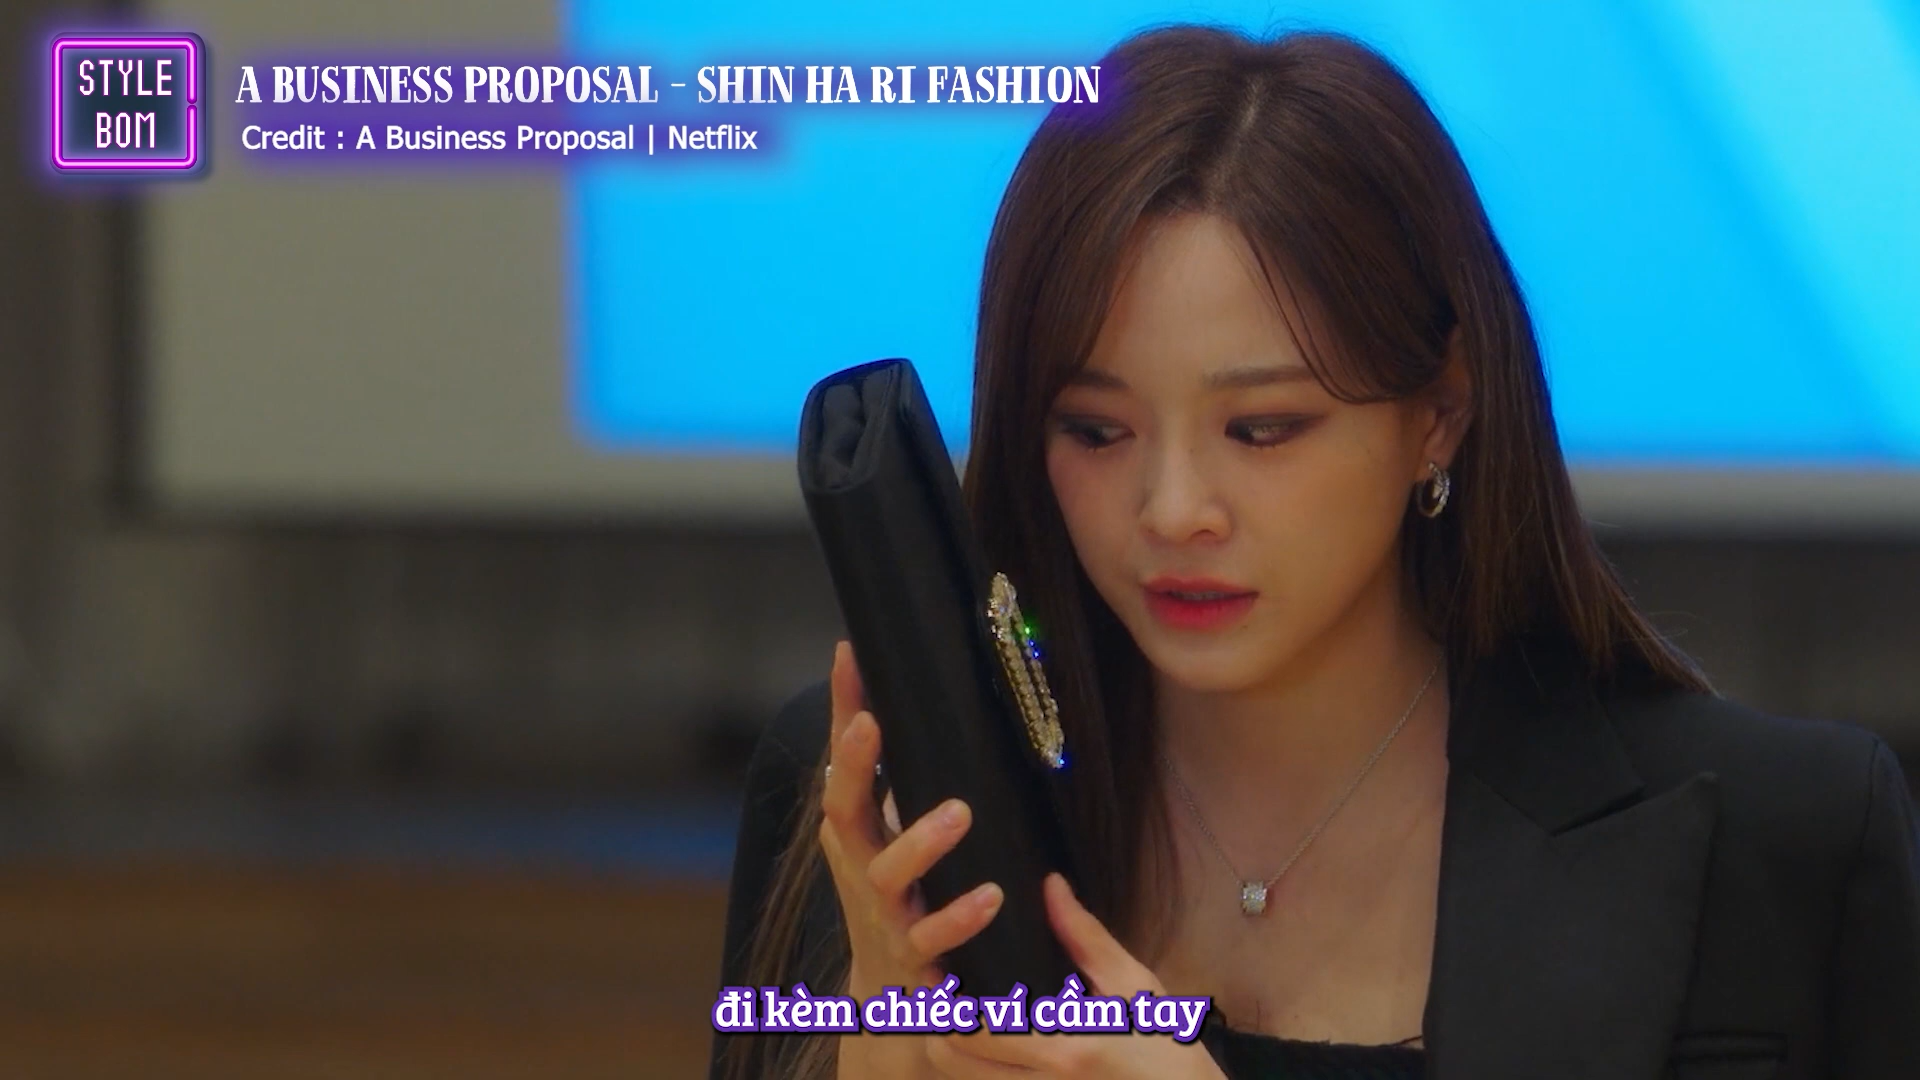 STYLE
BOM
A BUSINESS PROPOSAL - SHIN HA RI FASHION
Credit : A Business Proposal | Netflix
đi kèm chiếc ví cầm tay